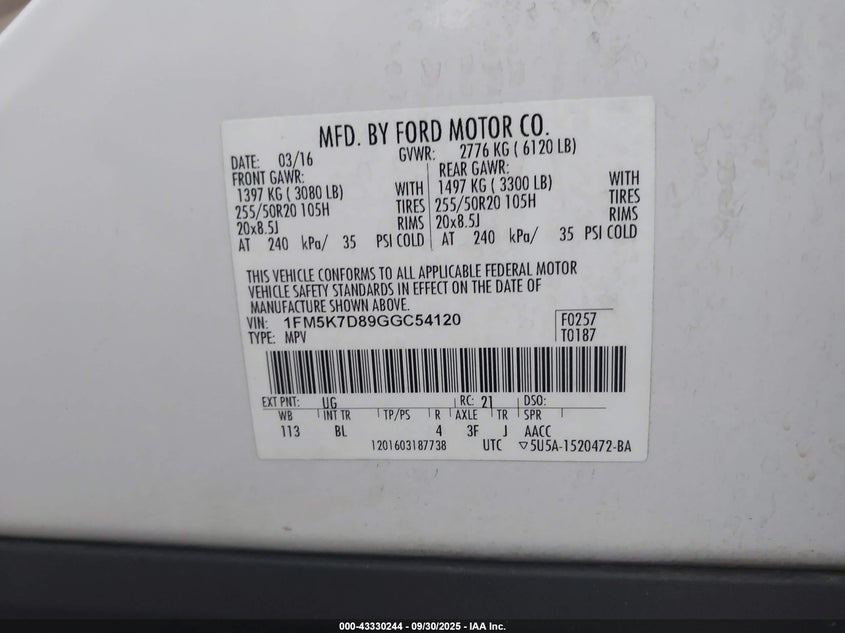 MFD. BY FORD MOTOR CO.
DATE: 03/16 GVWR: 2776 KG ( 6120 LB)
FRONT GAWR: REAR GAWR:
1397 KG ( 3080 LB) WITH 1497 KG ( 3300 LB) WITH
255/50R20 105H TIRES 255/50R20 105H TIRES
20x8.5J RIMS 20x8.5J RIMS
AT 240 kPa/ 35 PSI COLD AT 240 kPa/ 35 PSI COLD
THIS VEHICLE CONFORMS TO ALL APPLICABLE FEDERAL MOTOR
VEHICLE SAFETY STANDARDS IN EFFECT ON THE DATE OF
MANUFACTURE SHOWN ABOVE.
VIN: 1FM5K7D89GGC54120 F0257
TYPE: MPV T0187
EXT PNT: UG RC: 21 DSO:
WB INT TR TP/PS R AXLE TR SPR
113 BL 4 3F J AACC
1201603187738 UTC ▽5U5A-1520472-BA
000-43330244 - 09/30/2025 - IAA Inc.